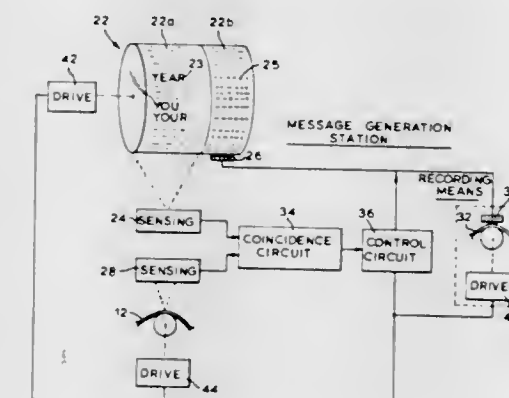 22
22a
22b
42
YEAR
23
25
DRIVE
YOU
YOUR
MESSAGE GENERATION
STATION
26
RECORDING
MEANS
32
24
SENSING
34
COINCIDENCE
CIRCUIT
36
CONTROL
CIRCUIT
28
SENSING
12
DRIVE
DRIVE
44